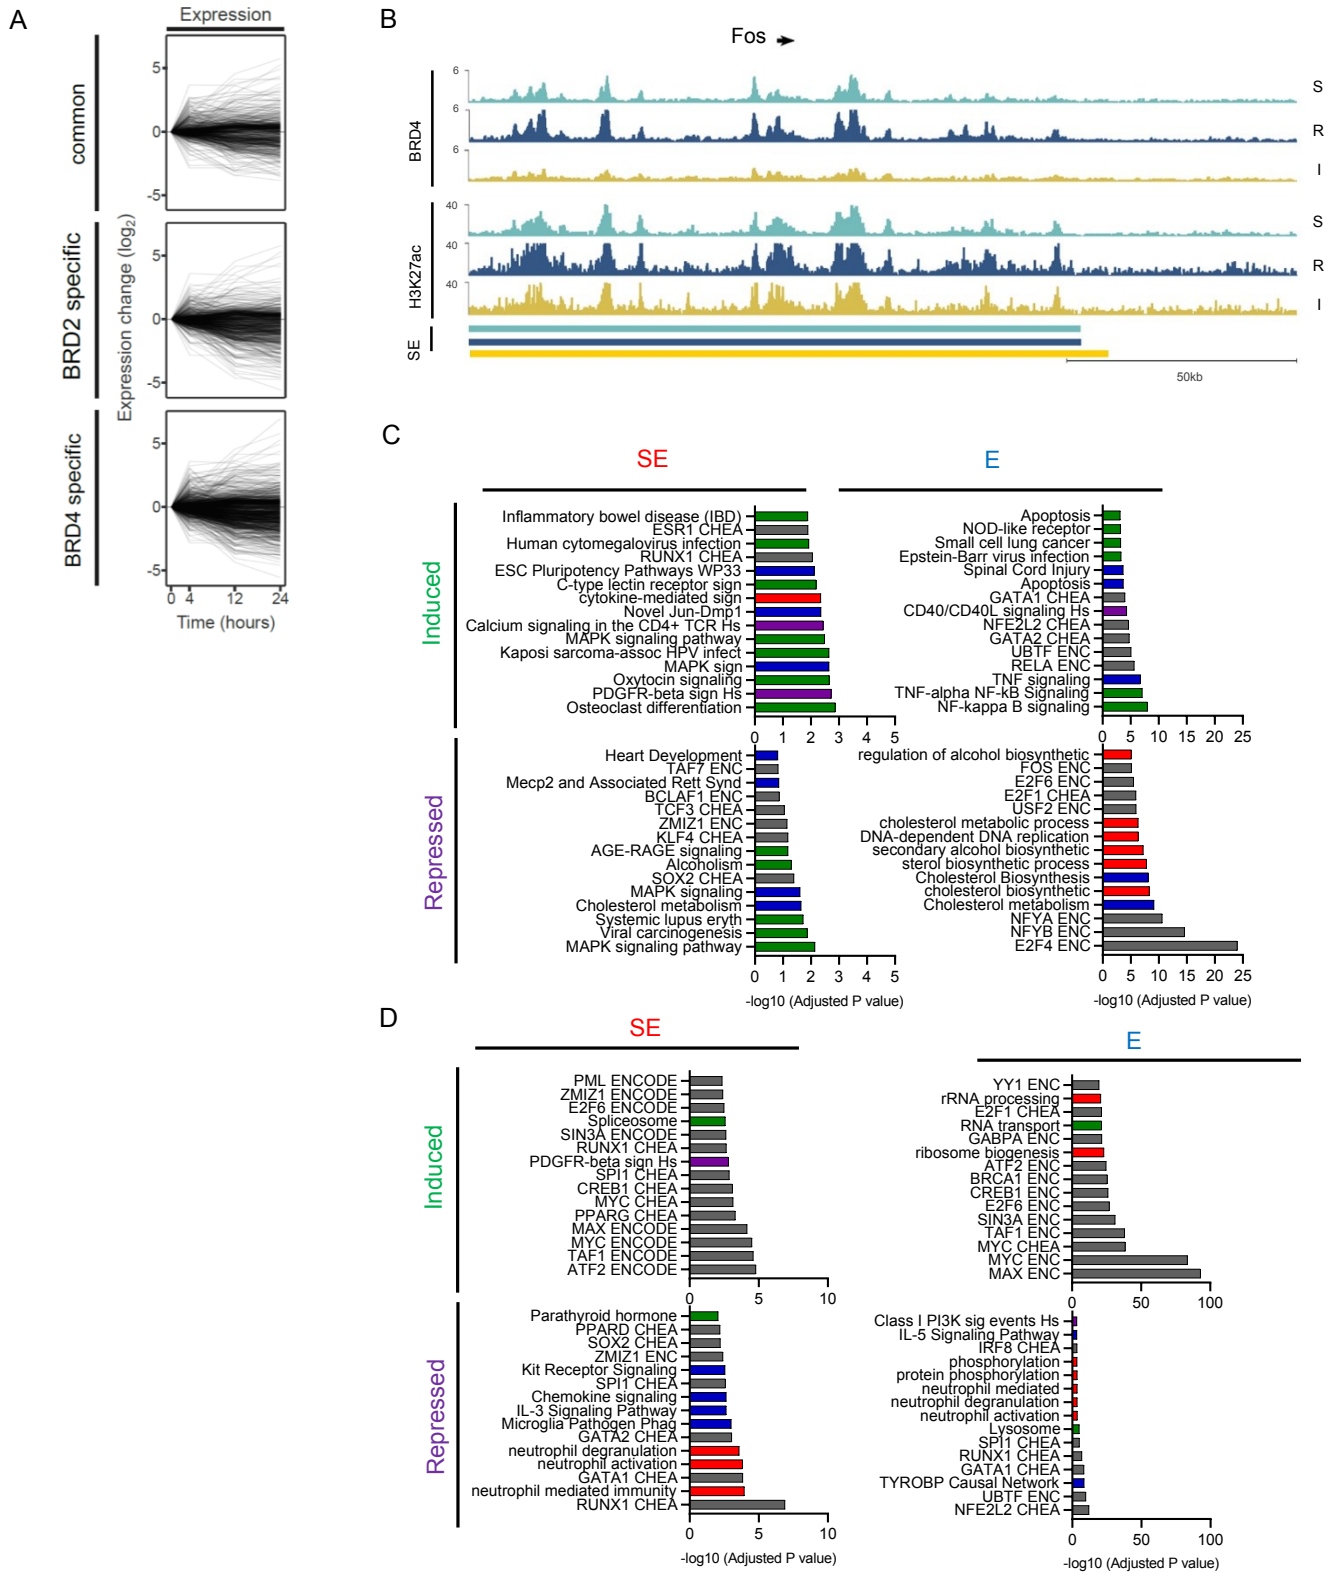 A
Expression
common
BRD2 specific
BRD4 specific
Expression change (log2)
5
0
-5
5
0
-5
5
0
-5
0 4 12 24
Time (hours)
B
Fos
BRD4
H3K27ac
SE
6
S
6
R
6
I
40
S
40
R
40
I
50kb
C
SE
E
Induced
Inflammatory bowel disease (IBD)
ESR1 CHEA
Human cytomegalovirus infection
RUNX1 CHEA
ESC Pluripotency Pathways WP33
C-type lectin receptor sign
cytokine-mediated sign
Novel Jun-Dmp1
Calcium signaling in the CD4+ TCR Hs
MAPK signaling pathway
Kaposi sarcoma-assoc HPV infect
MAPK sign
Oxytocin signaling
PDGFR-beta sign Hs
Osteoclast differentiation
0 1 2 3 4 5
Apoptosis
NOD-like receptor
Small cell lung cancer
Epstein-Barr virus infection
Spinal Cord Injury
Apoptosis
GATA1 CHEA
CD40/CD40L signaling Hs
NFE2L2 CHEA
GATA2 CHEA
UBTF ENC
RELA ENC
TNF signaling
TNF-alpha NF-kB Signaling
NF-kappa B signaling
0 5 10 15 20 25
Repressed
Heart Development
TAF7 ENC
Mecp2 and Associated Rett Synd
BCLAF1 ENC
TCF3 CHEA
ZMIZ1 ENC
KLF4 CHEA
AGE-RAGE signaling
Alcoholism
SOX2 CHEA
MAPK signaling
Cholesterol metabolism
Systemic lupus eryth
Viral carcinogenesis
MAPK signaling pathway
0 1 2 3 4 5
-log10 (Adjusted P value)
regulation of alcohol biosynthetic
FOS ENC
E2F6 ENC
E2F1 CHEA
USF2 ENC
cholesterol metabolic process
DNA-dependent DNA replication
secondary alcohol biosynthetic
sterol biosynthetic process
Cholesterol Biosynthesis
cholesterol biosynthetic
Cholesterol metabolism
NFYA ENC
NFYB ENC
E2F4 ENC
0 5 10 15 20 25
-log10 (Adjusted P value)
D
SE
E
Induced
PML ENCODE
ZMIZ1 ENCODE
E2F6 ENCODE
Spliceosome
SIN3A ENCODE
RUNX1 CHEA
PDGFR-beta sign Hs
SPI1 CHEA
CREB1 CHEA
MYC CHEA
PPARG CHEA
MAX ENCODE
MYC ENCODE
TAF1 ENCODE
ATF2 ENCODE
0 5 10
YY1 ENC
rRNA processing
E2F1 CHEA
RNA transport
GABPA ENC
ribosome biogenesis
ATF2 ENC
BRCA1 ENC
CREB1 ENC
E2F6 ENC
SIN3A ENC
TAF1 ENC
MYC CHEA
MYC ENC
MAX ENC
0 50 100
Repressed
Parathyroid hormone
PPARD CHEA
SOX2 CHEA
ZMIZ1 ENC
Kit Receptor Signaling
SPI1 CHEA
Chemokine signaling
IL-3 Signaling Pathway
Microglia Pathogen Phag
GATA2 CHEA
neutrophil degranulation
neutrophil activation
GATA1 CHEA
neutrophil mediated immunity
RUNX1 CHEA
0 5 10
-log10 (Adjusted P value)
Class I PI3K sig events Hs
IL-5 Signaling Pathway
IRF8 CHEA
phosphorylation
protein phosphorylation
neutrophil mediated
neutrophil degranulation
neutrophil activation
Lysosome
SPI1 CHEA
RUNX1 CHEA
GATA1 CHEA
TYROBP Causal Network
UBTF ENC
NFE2L2 CHEA
0 50 100
-log10 (Adjusted P value)